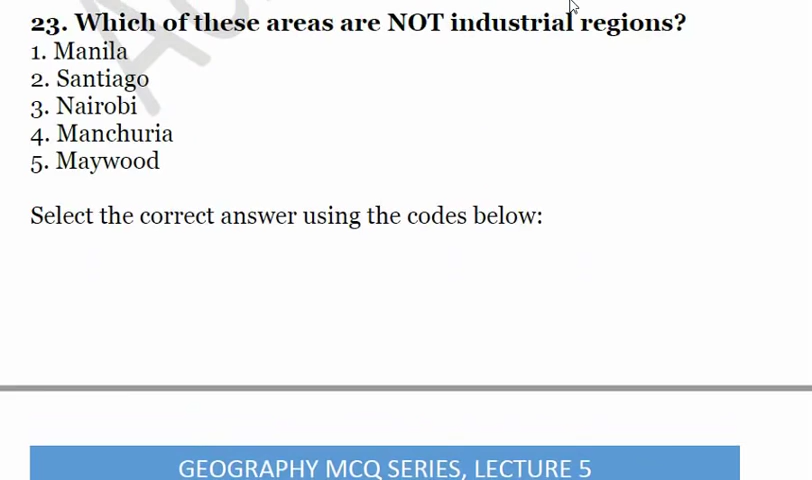 23. Which of these areas are NOT industrial regions?
1. Manila
2. Santiago
3. Nairobi
4. Manchuria
5. Maywood
Select the correct answer using the codes below:
GEOGRAPHY MCQ SERIES, LECTURE 5